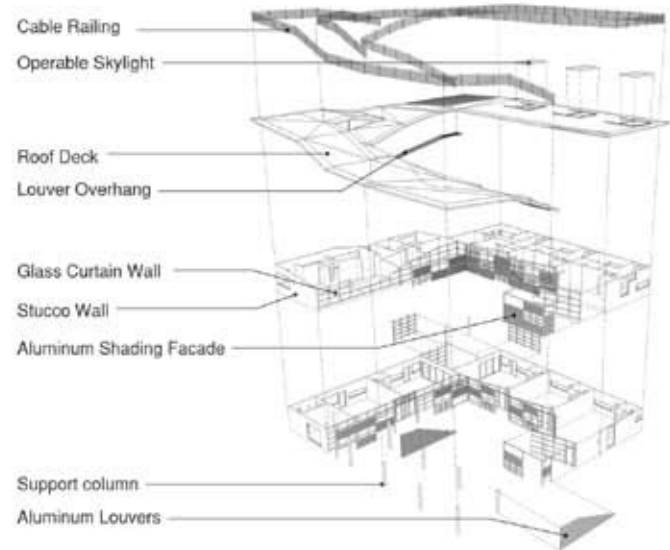 Cable Railing
Operable Skylight
Roof Deck
Louver Overhang
Glass Curtain Wall
Stucco Wall
Aluminum Shading Facade
Support column
Aluminum Louvers